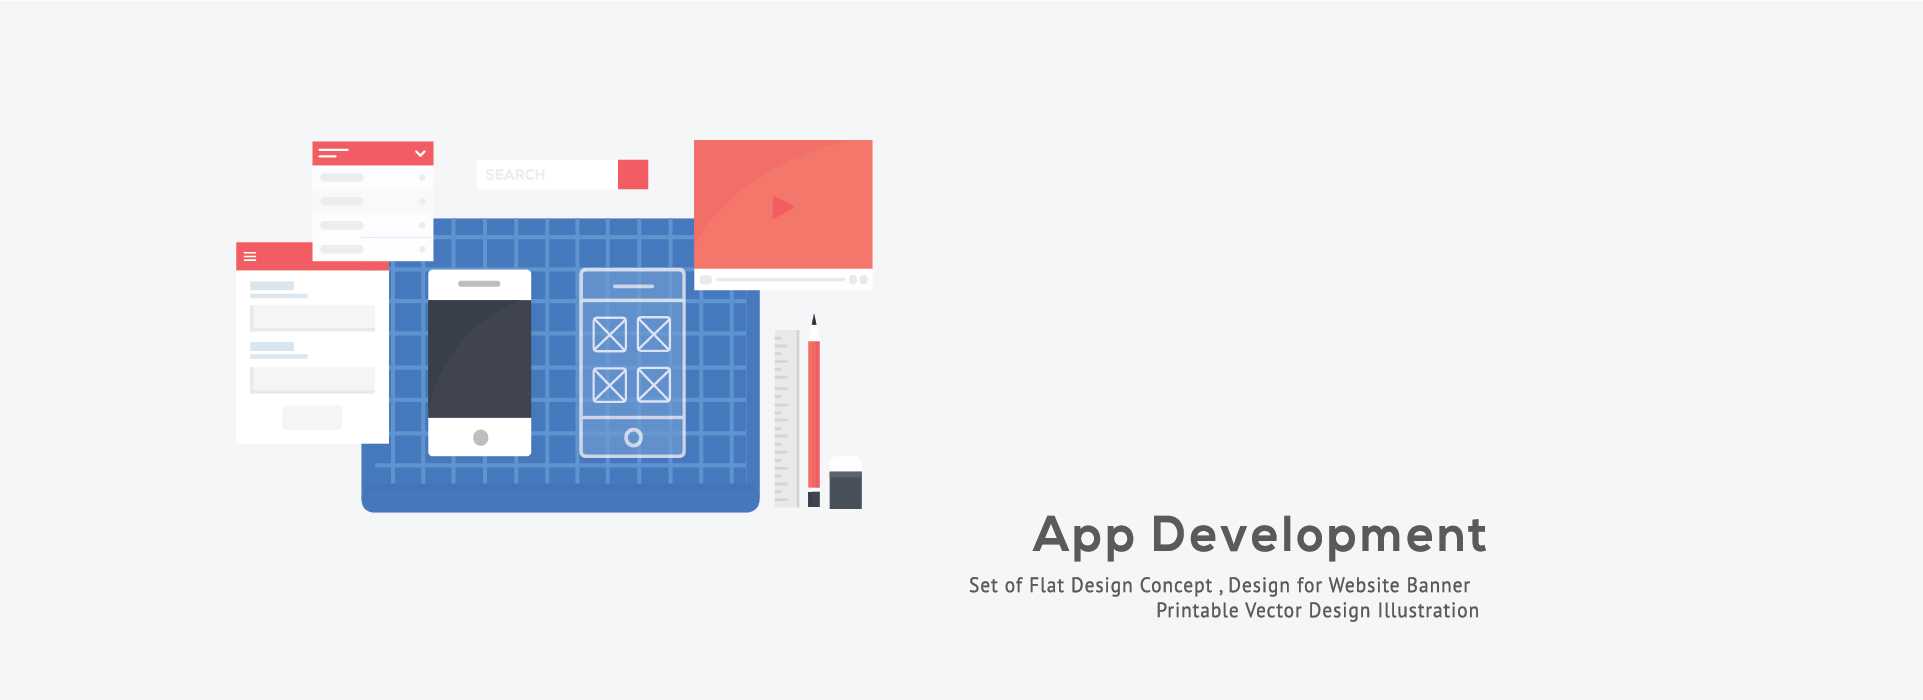 SEARCH
App Development
Set of Flat Design Concept , Design for Website Banner
Printable Vector Design Illustration